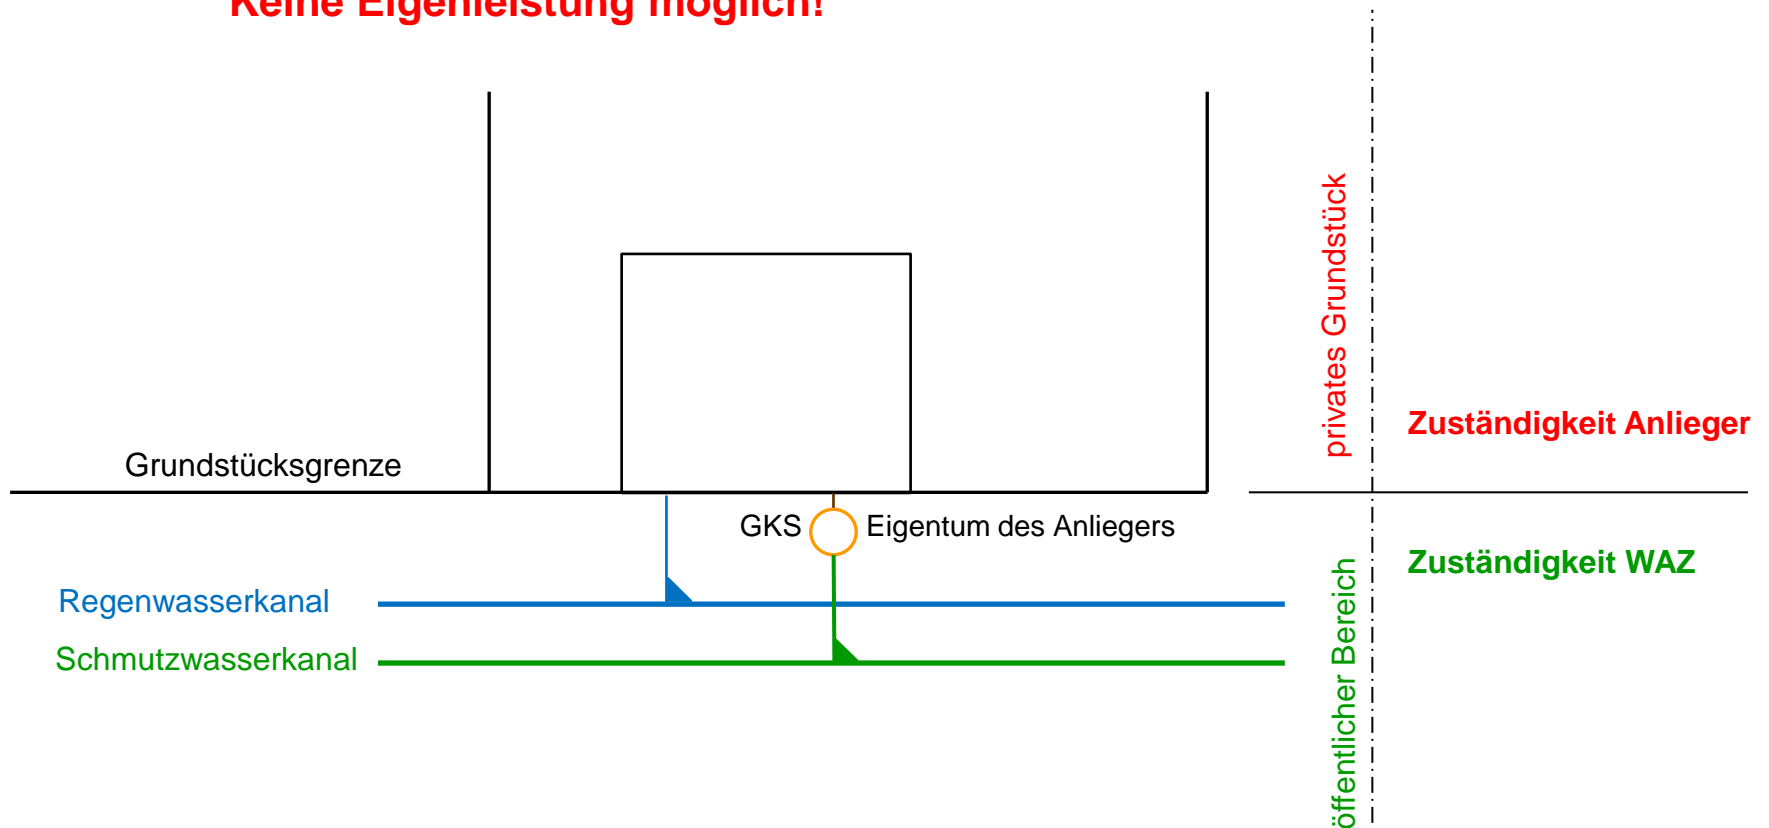 Keine Eigenleistung möglich!
privates Grundstück
Zuständigkeit Anlieger
Grundstücksgrenze
GKS
Eigentum des Anliegers
Zuständigkeit WAZ
Regenwasserkanal
Schmutzwasserkanal
öffentlicher Bereich